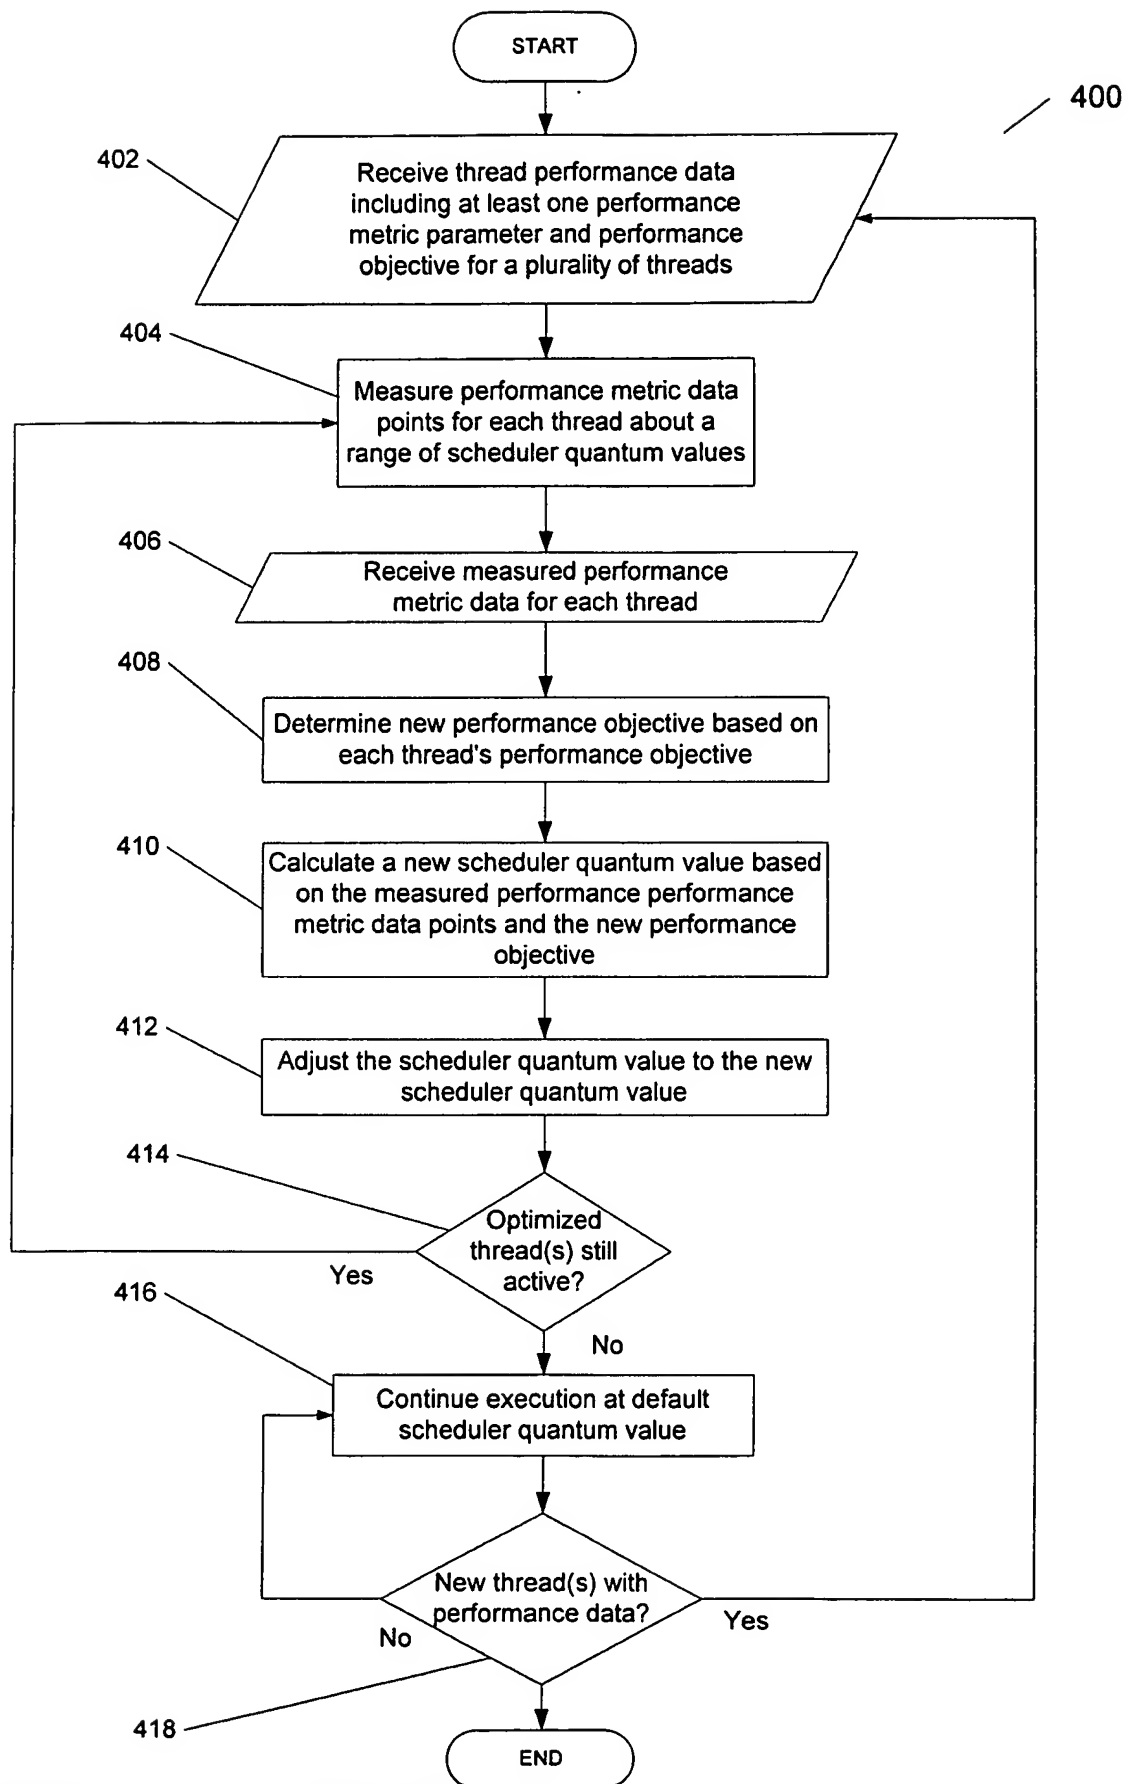 START
400
402
Receive thread performance data
including at least one performance
metric parameter and performance
objective for a plurality of threads
404
Measure performance metric data
points for each thread about a
range of scheduler quantum values
406
Receive measured performance
metric data for each thread
408
Determine new performance objective based on
each thread's performance objective
410
Calculate a new scheduler quantum value based
on the measured performance performance
metric data points and the new performance
objective
412
Adjust the scheduler quantum value to the new
scheduler quantum value
414
Optimized
thread(s) still
active?
Yes
416
No
Continue execution at default
scheduler quantum value
New thread(s) with
performance data?
Yes
No
418
END